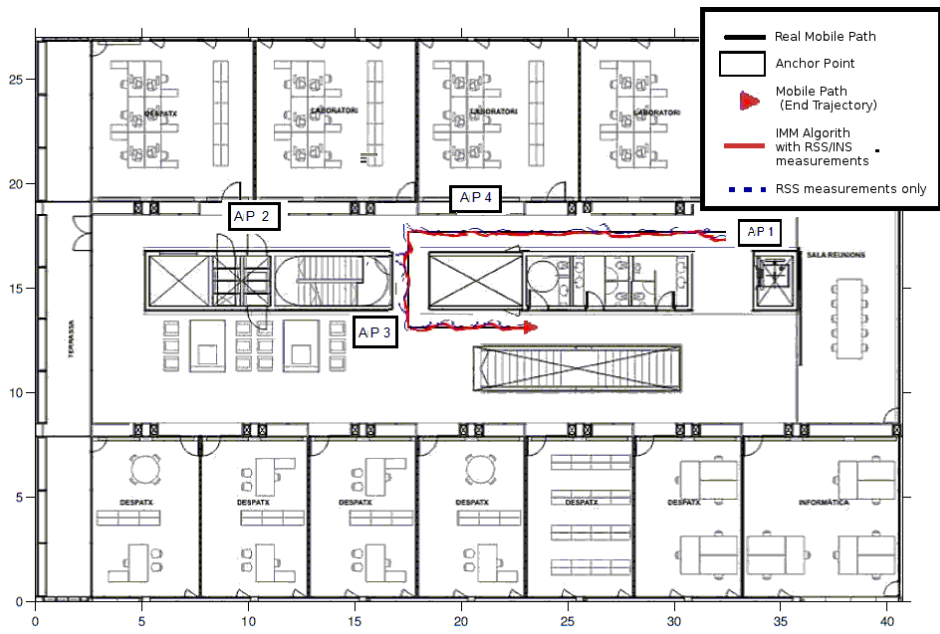 Real Mobile Path
Anchor Point
Mobile Path
(End Trajectory)
IMM Algorith
with RSS/INS
measurements
RSS measurements only
25
20
15
10
5
0
DESPATX
LABORATORI
LABORATORI
LABORATORI
AP 2
AP 4
AP 1
SALA REUNIONS
AP 3
TERRASSA
DESPATX
DESPATX
DESPATX
DESPATX
DESPATX
DESPATX
INFORMÀTICA
0
5
10
15
20
25
30
35
40